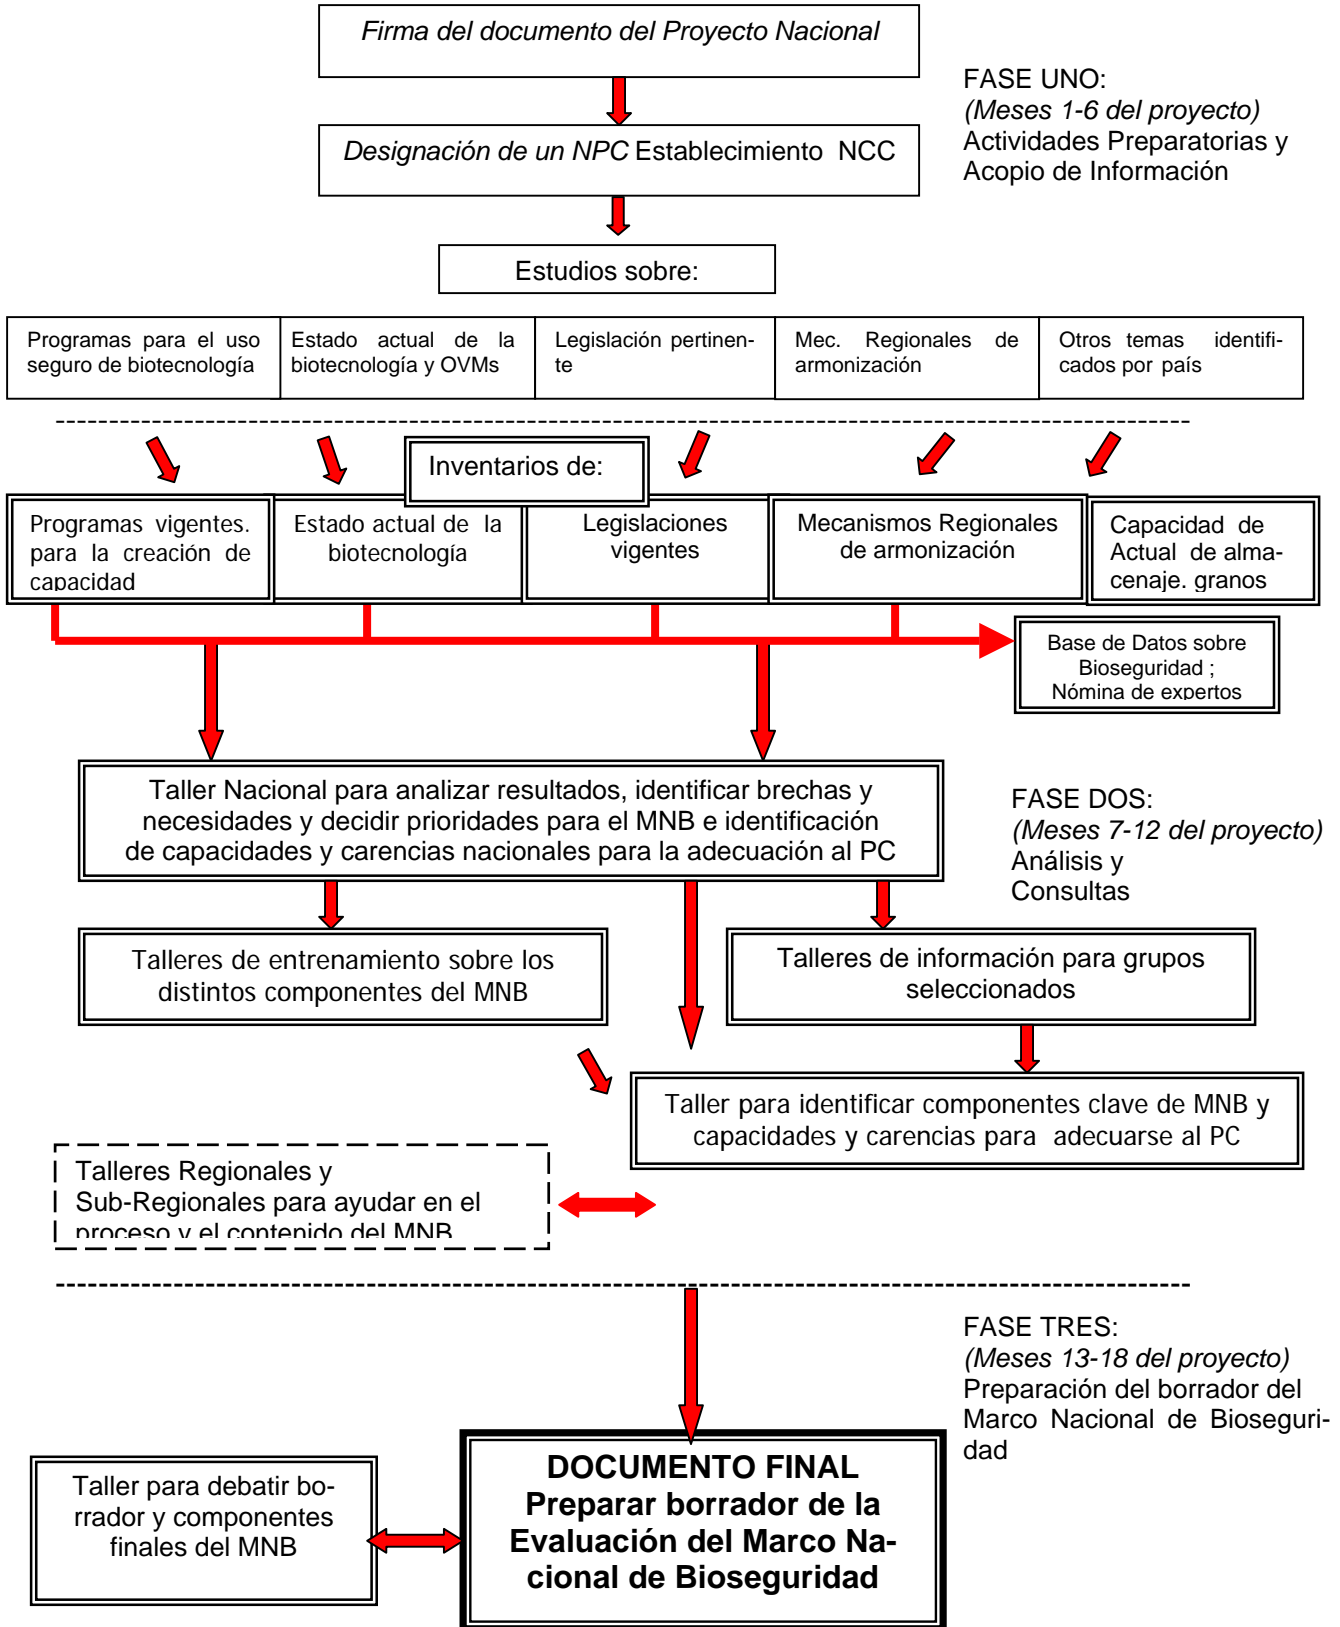 Firma del documento del Proyecto Nacional
FASE UNO:
(Meses 1-6 del proyecto)
Actividades Preparatorias y
Acopio de Información
Designación de un NPC Establecimiento NCC
Estudios sobre:
Programas para el uso
seguro de biotecnología
Estado actual de la
biotecnología y OVMs
Legislación pertinen-
te
Mec. Regionales de
armonización
Otros temas identifi-
cados por país
Inventarios de:
Programas vigentes.
para la creación de
capacidad
Estado actual de la
biotecnología
Legislaciones
vigentes
Mecanismos Regionales
de armonización
Capacidad de
Actual de alma-
cenaje. granos
Base de Datos sobre
Bioseguridad ;
Nómina de expertos
Taller Nacional para analizar resultados, identificar brechas y
necesidades y decidir prioridades para el MNB e identificación
de capacidades y carencias nacionales para la adecuación al PC
FASE DOS:
(Meses 7-12 del proyecto)
Análisis y
Consultas
Talleres de entrenamiento sobre los
distintos componentes del MNB
Talleres de información para grupos
seleccionados
Taller para identificar componentes clave de MNB y
capacidades y carencias para adecuarse al PC
Talleres Regionales y
Sub-Regionales para ayudar en el
proceso y el contenido del MNB
FASE TRES:
(Meses 13-18 del proyecto)
Preparación del borrador del
Marco Nacional de Bioseguri-
dad
Taller para debatir bo-
rrador y componentes
finales del MNB
DOCUMENTO FINAL
Preparar borrador de la
Evaluación del Marco Na-
cional de Bioseguridad